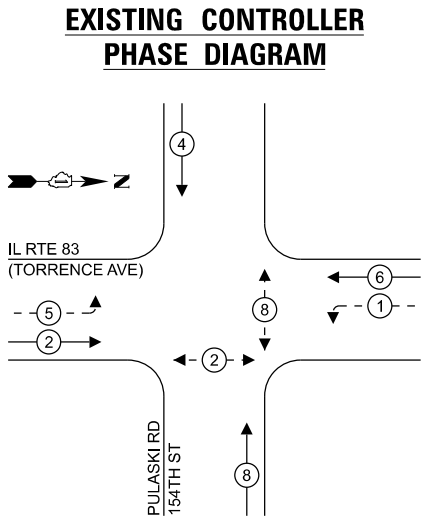 EXISTING CONTROLLER
PHASE DIAGRAM
4
N
IL RTE 83
(TORRENCE AVE)
6
5
8
1
2
2
PULASKI RD
154TH ST
8